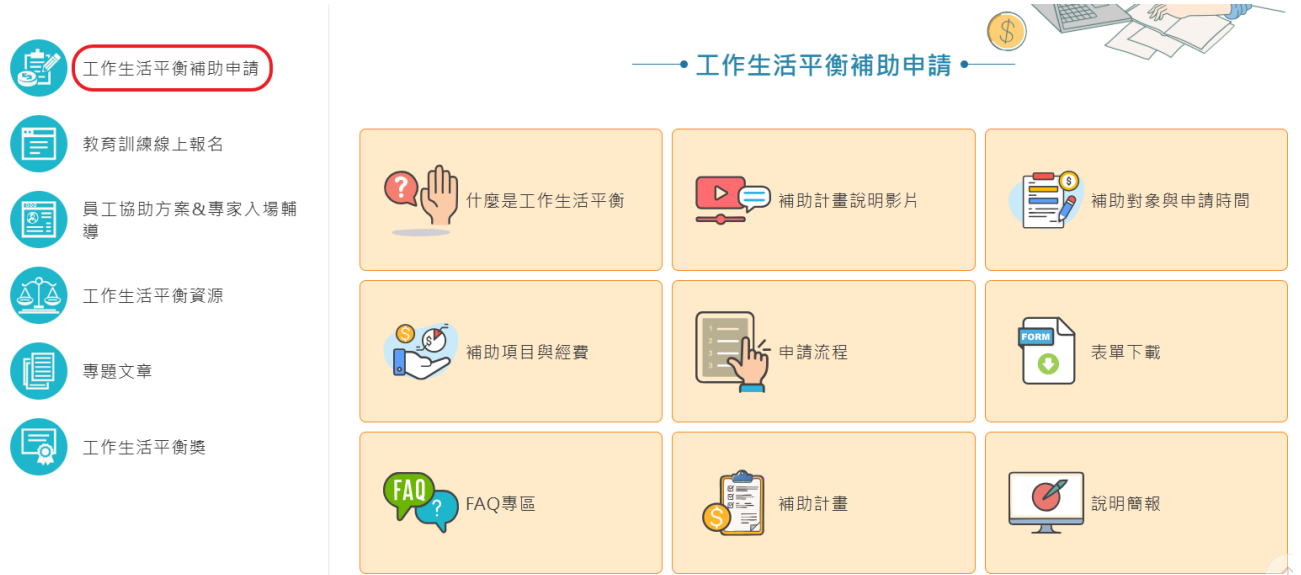 工作生活平衡補助申請
教育訓練線上報名
員工協助方案&專家入場輔
導
工作生活平衡資源
專題文章
工作生活平衡獎
工作生活平衡補助申請
什麼是工作生活平衡
補助計畫說明影片
補助對象與申請時間
補助項目與經費
申請流程
FORM
表單下載
FAQ
FAQ專區
補助計畫
說明簡報